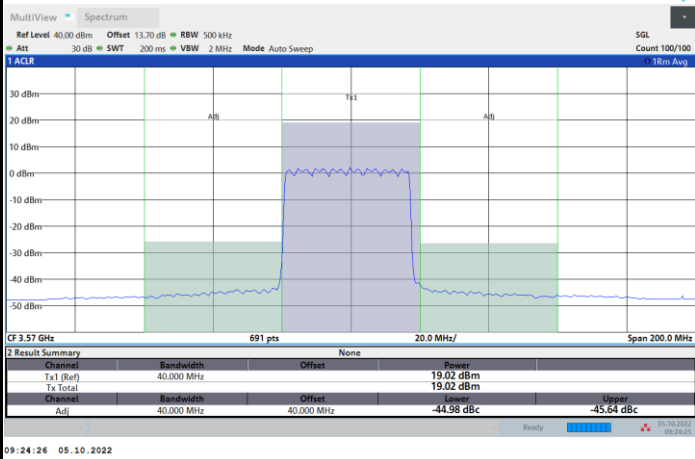 MultiView Spectrum
Ref Level 40.00 dBm Offset 13.70 dB RBW 500 kHz SGL
Att 30 dB SWT 200 ms VBW 2 MHz Mode Auto Sweep Count 100/100
1 ACLR 1Rm Avg
Tx1
Adj Adj
30 dBm
20 dBm
10 dBm
0 dBm
-10 dBm
-20 dBm
-30 dBm
-40 dBm
-50 dBm
CF 3.57 GHz 691 pts 20.0 MHz/ Span 200.0 MHz
2 Result Summary None
Channel Bandwidth Offset Power
Tx1 (Ref) 40.000 MHz 19.02 dBm
Tx Total 19.02 dBm
Channel Bandwidth Offset Lower Upper
Adj 40.000 MHz 40.000 MHz -44.98 dBc -45.64 dBc
Ready 05.10.2022
09:24:25
09:24:26 05.10.2022